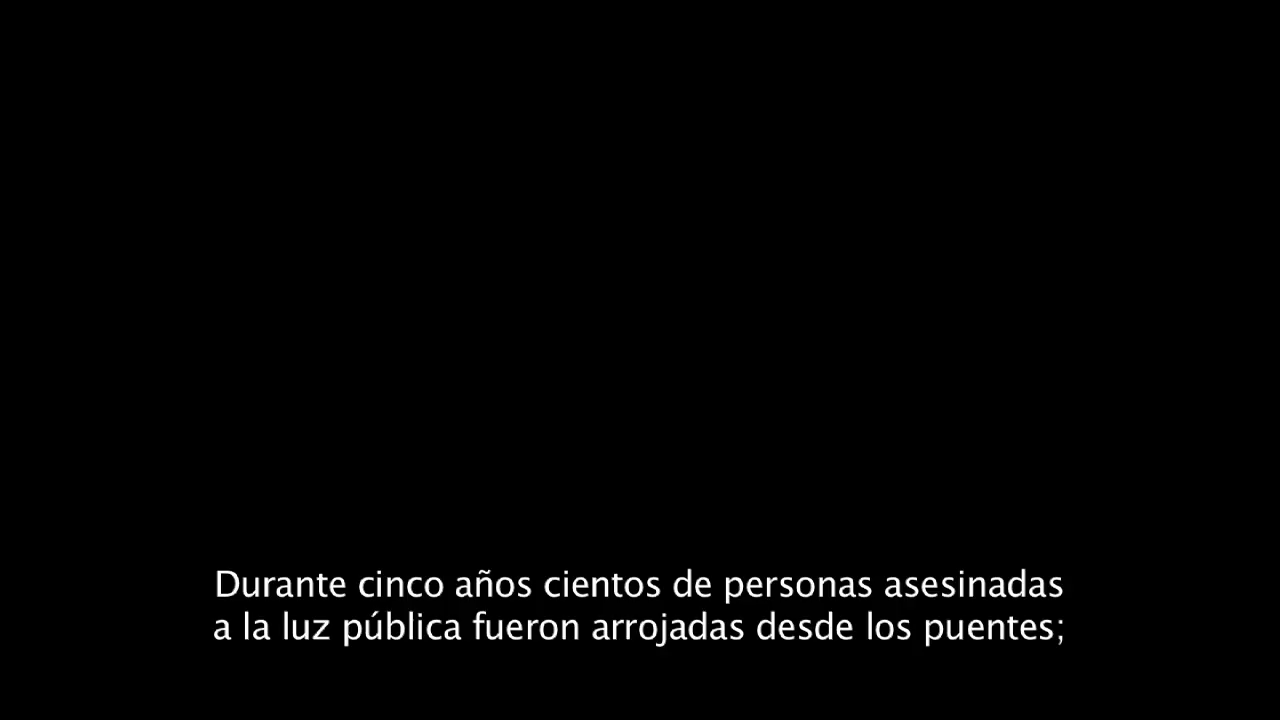 Durante cinco años cientos de personas asesinadas
a la luz pública fueron arrojadas desde los puentes;